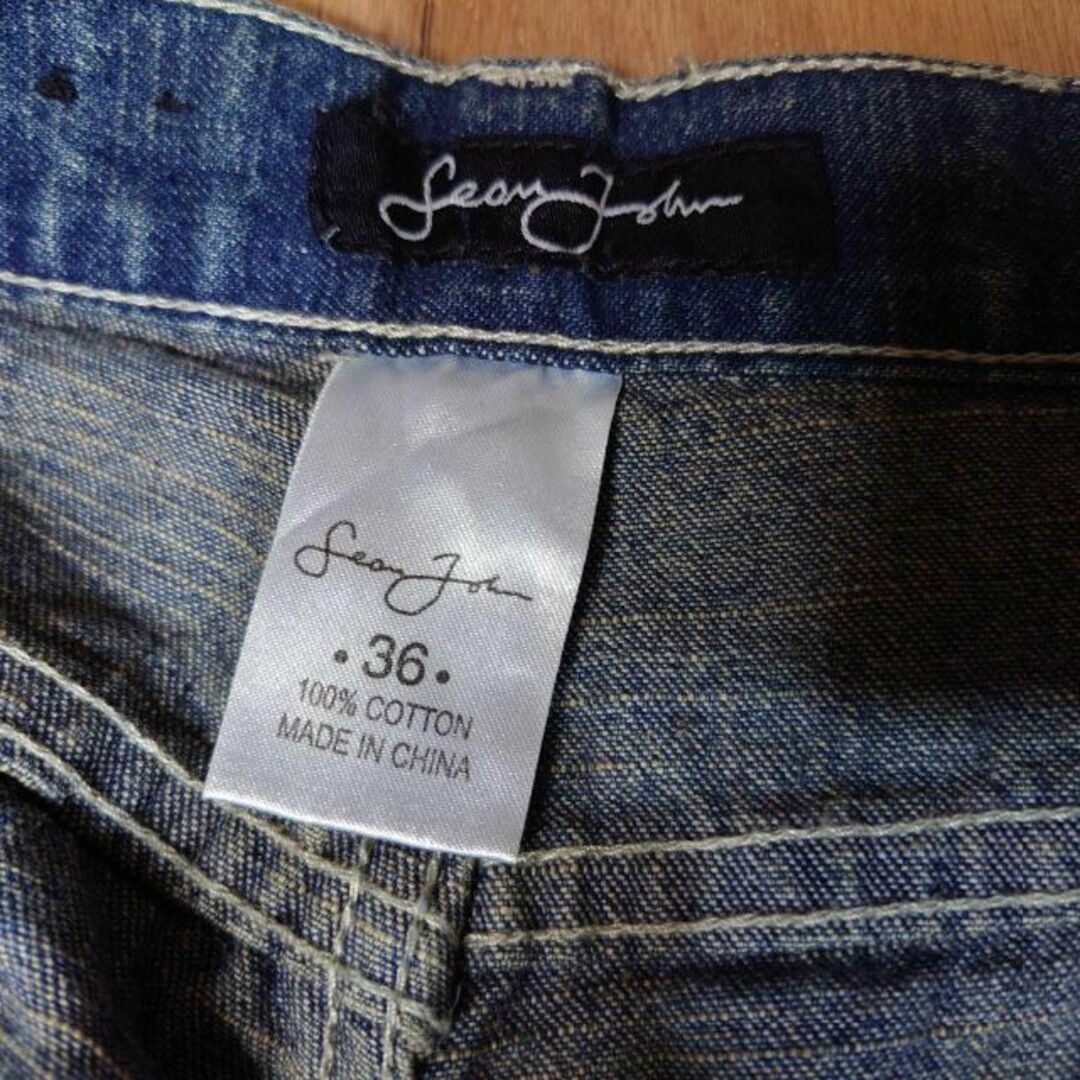 Sean John
Sean John
• 36 •
100% COTTON
MADE IN CHINA